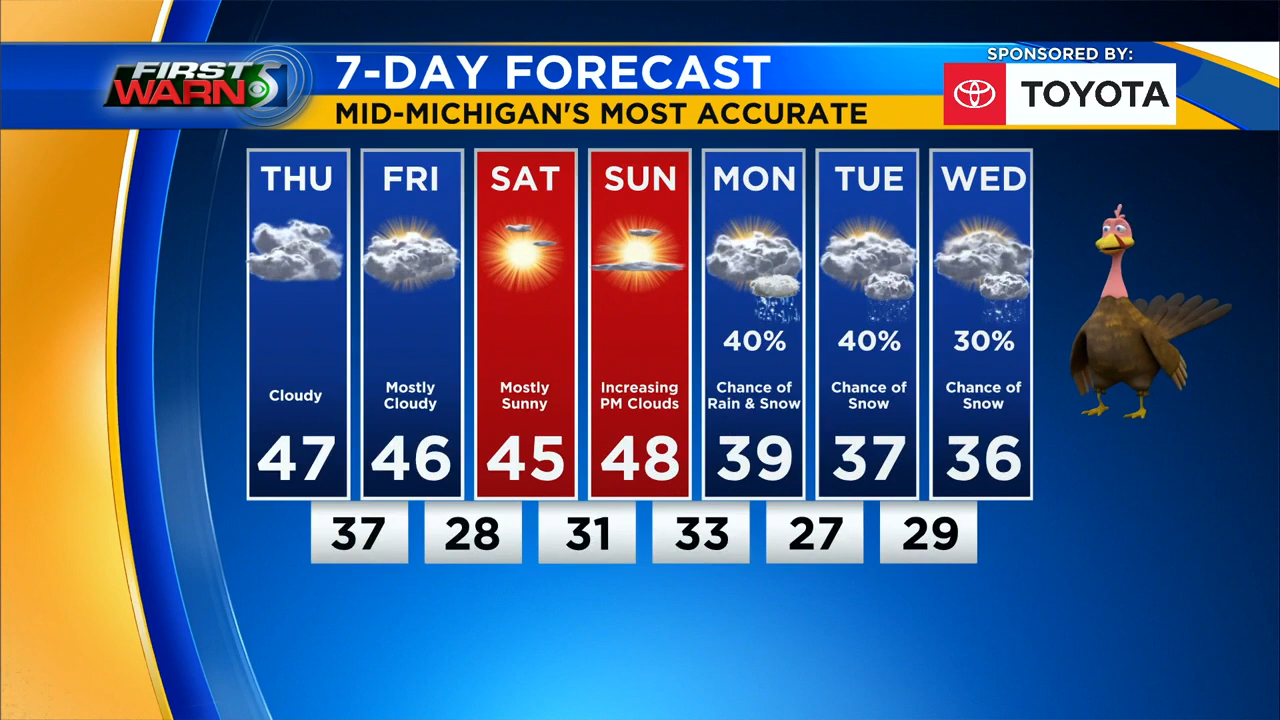 FIRST
WARN 5
7-DAY FORECAST
MID-MICHIGAN'S MOST ACCURATE
SPONSORED BY:
TOYOTA
THU FRI SAT SUN MON TUE WED
40% 40% 30%
Cloudy
Mostly
Cloudy
Mostly
Sunny
Increasing
PM Clouds
Chance of
Rain & Snow
Chance of
Snow
Chance of
Snow
47 46 45 48 39 37 36
37 28 31 33 27 29